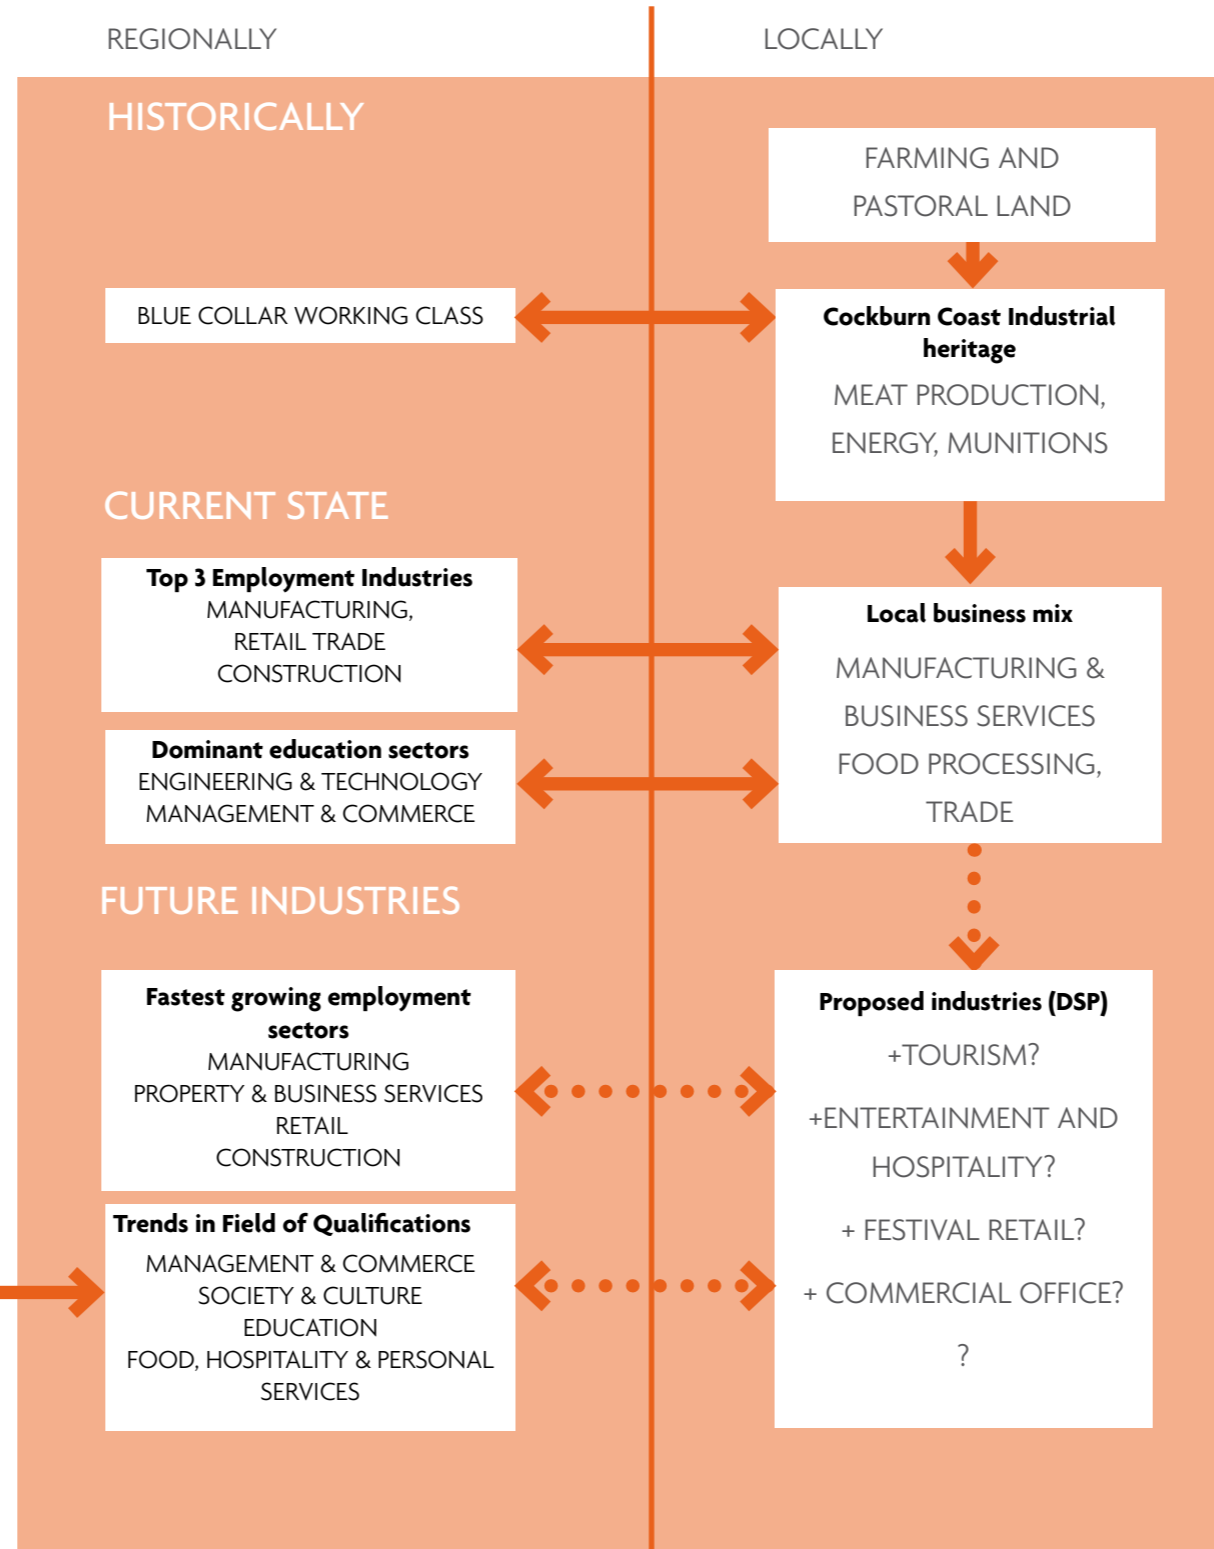 REGIONALLY
LOCALLY
HISTORICALLY
FARMING AND
PASTORAL LAND
BLUE COLLAR WORKING CLASS
Cockburn Coast Industrial
heritage
MEAT PRODUCTION,
ENERGY, MUNITIONS
CURRENT STATE
Top 3 Employment Industries
MANUFACTURING,
RETAIL TRADE
CONSTRUCTION
Local business mix
MANUFACTURING &
BUSINESS SERVICES
FOOD PROCESSING,
TRADE
Dominant education sectors
ENGINEERING & TECHNOLOGY
MANAGEMENT & COMMERCE
FUTURE INDUSTRIES
Fastest growing employment
sectors
MANUFACTURING
PROPERTY & BUSINESS SERVICES
RETAIL
CONSTRUCTION
Proposed industries (DSP)
+TOURISM?
+ENTERTAINMENT AND
HOSPITALITY?
+ FESTIVAL RETAIL?
+ COMMERCIAL OFFICE?
?
Trends in Field of Qualifications
MANAGEMENT & COMMERCE
SOCIETY & CULTURE
EDUCATION
FOOD, HOSPITALITY & PERSONAL
SERVICES